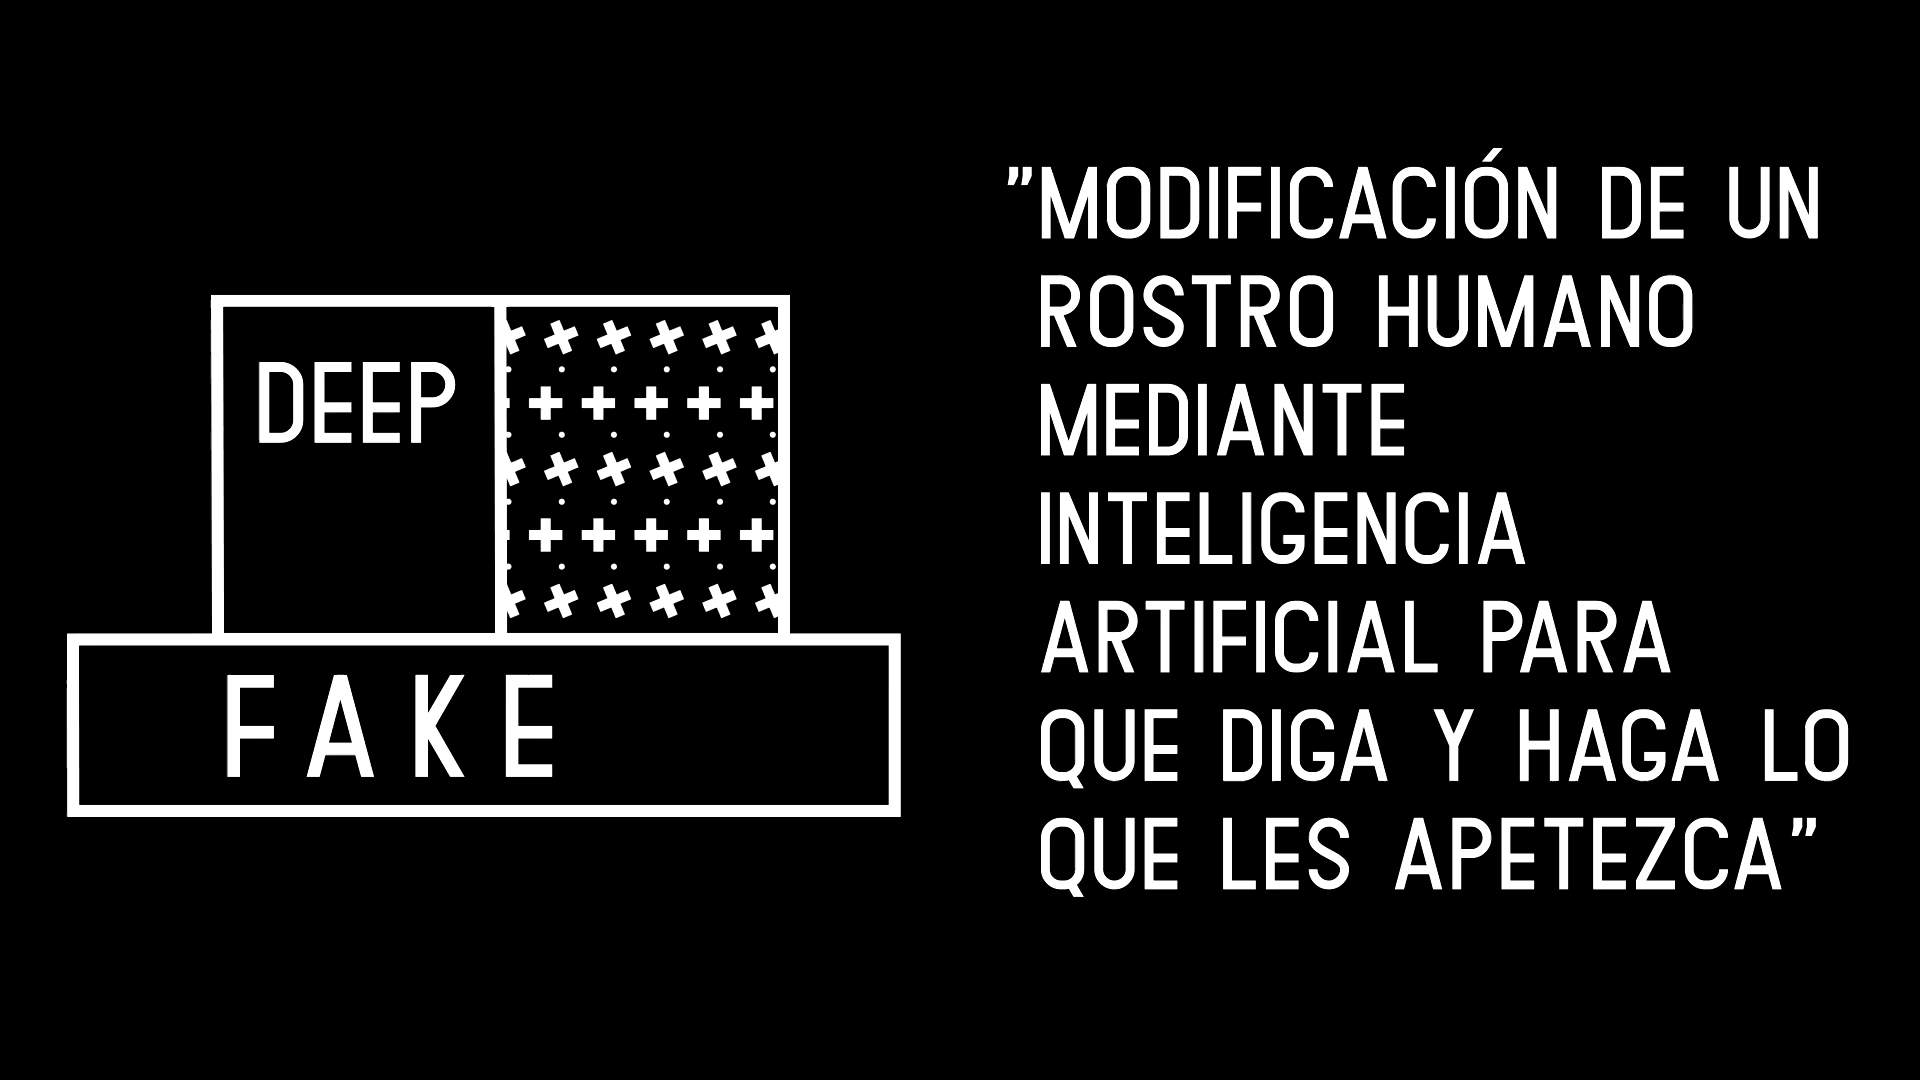 DEEP
FAKE
"MODIFICACIÓN DE UN
ROSTRO HUMANO
MEDIANTE
INTELIGENCIA
ARTIFICIAL PARA
QUE DIGA Y HAGA LO
QUE LES APETEZCA"